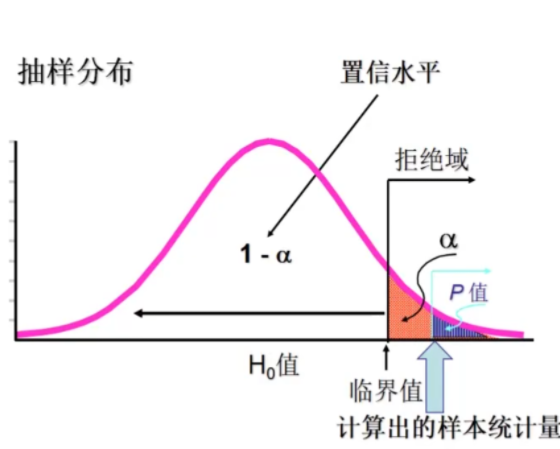 抽样分布
置信水平
拒绝域
1 - α
α
P 值
H₀值
临界值
计算出的样本统计量